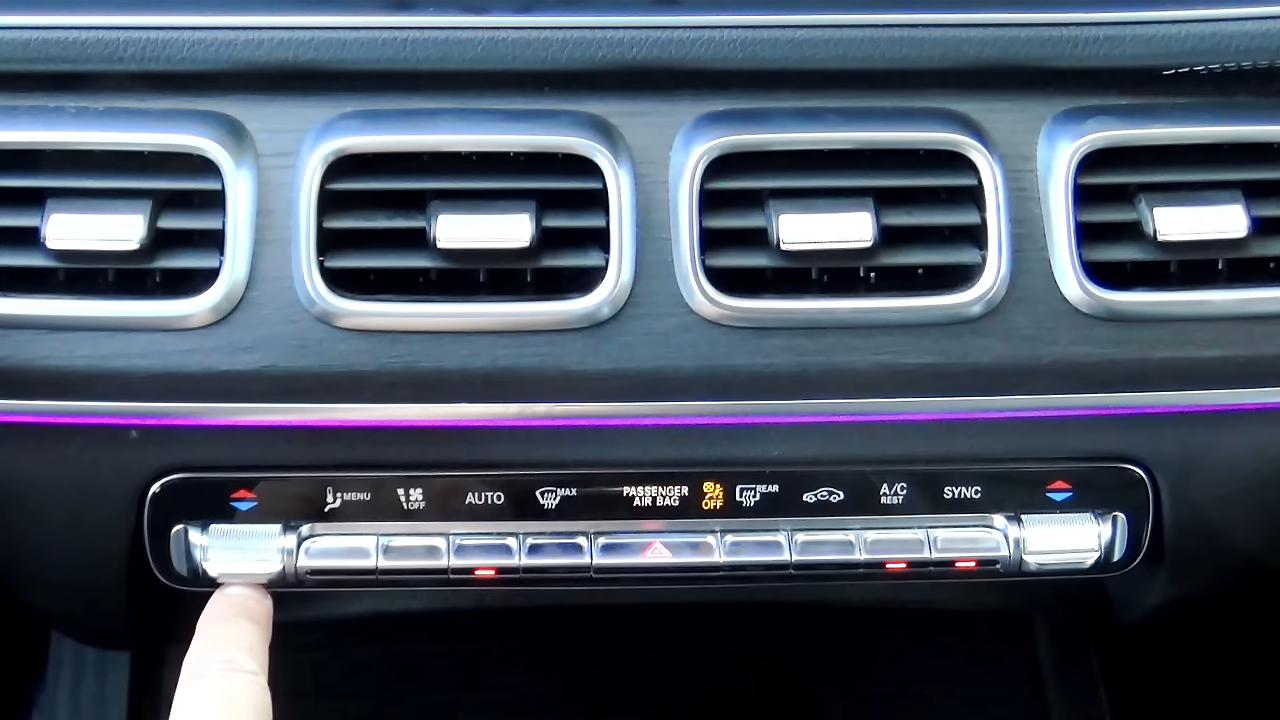 MENU
OFF
AUTO
MAX
PASSENGER
AIR BAG
OFF
REAR
A/C
REST
SYNC